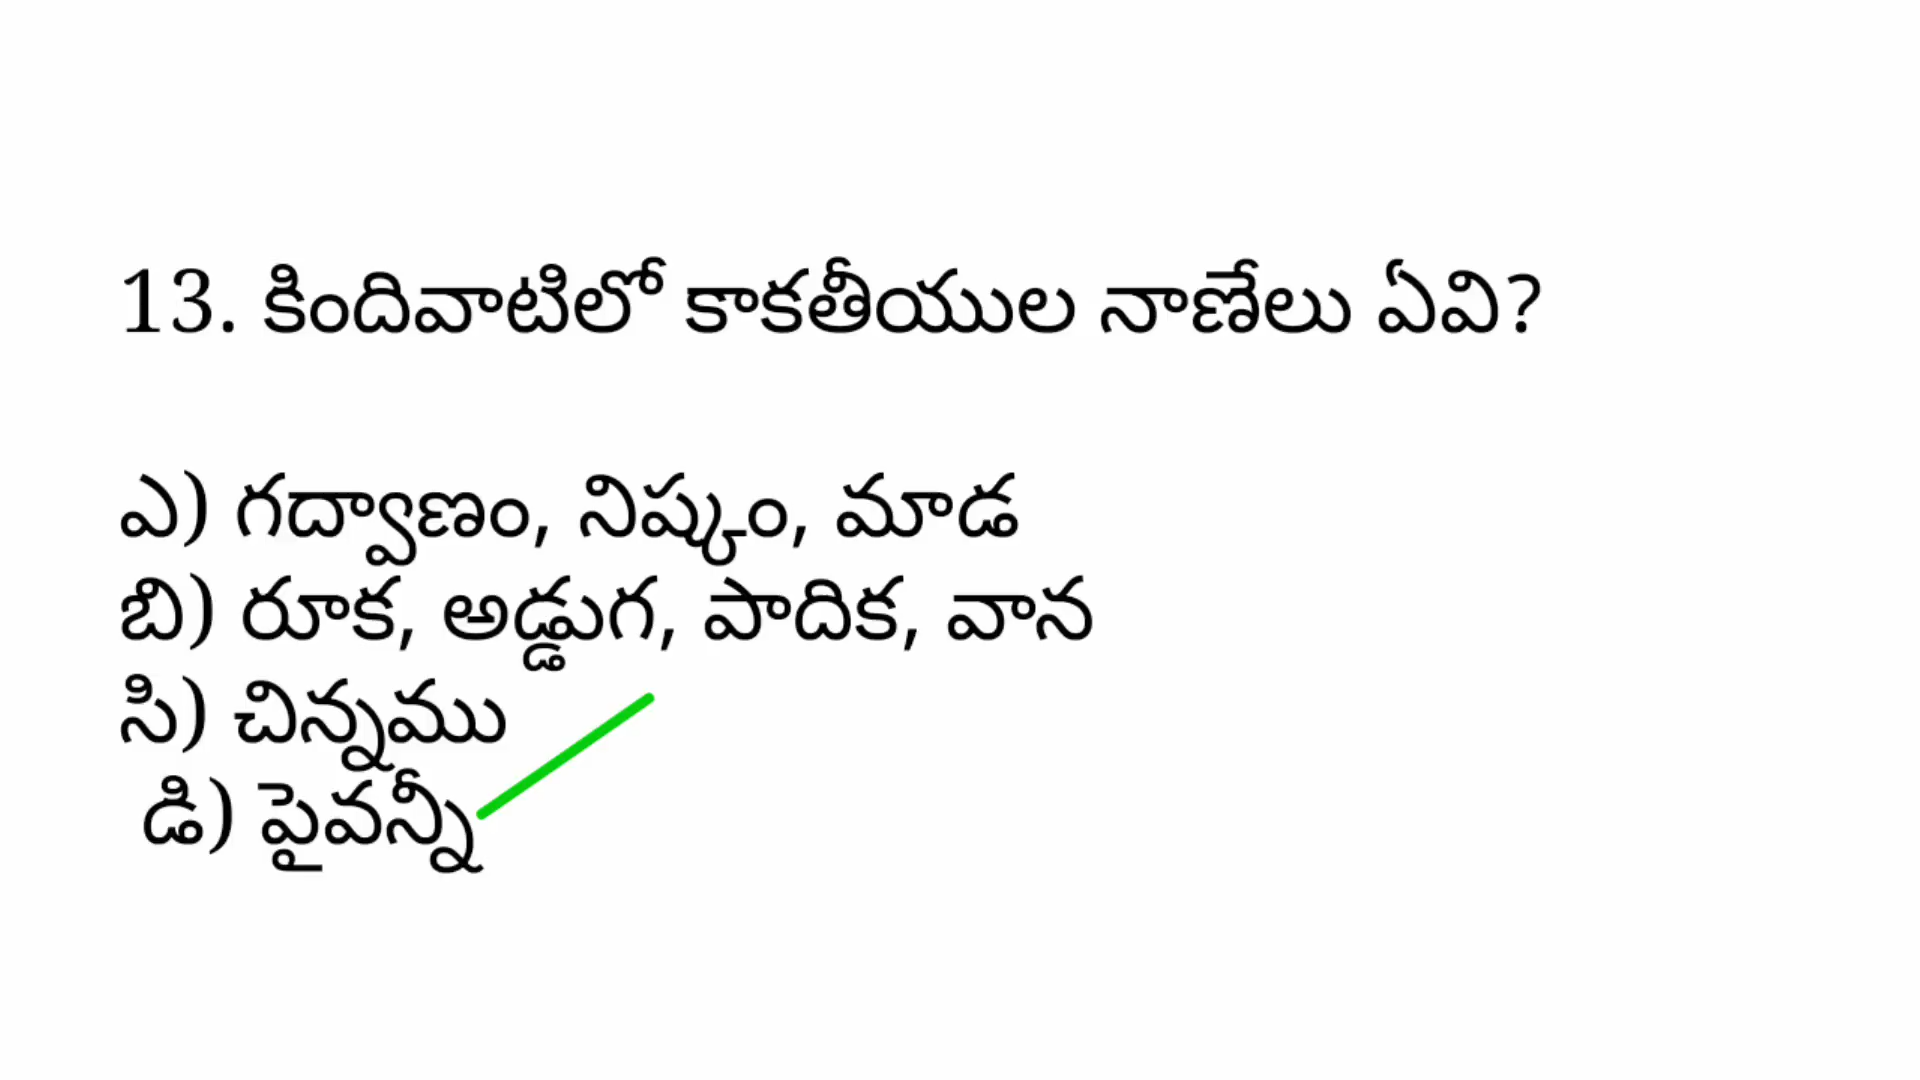 13. కిందివాటిలో కాకతీయుల నాణేలు ఏవి?
ఎ) గద్వాణం, నిష్కం, మాడ
బి) రూక, అడ్డుగ, పాదిక, వాన
సి) చిన్నము
డి) పైవన్నీ